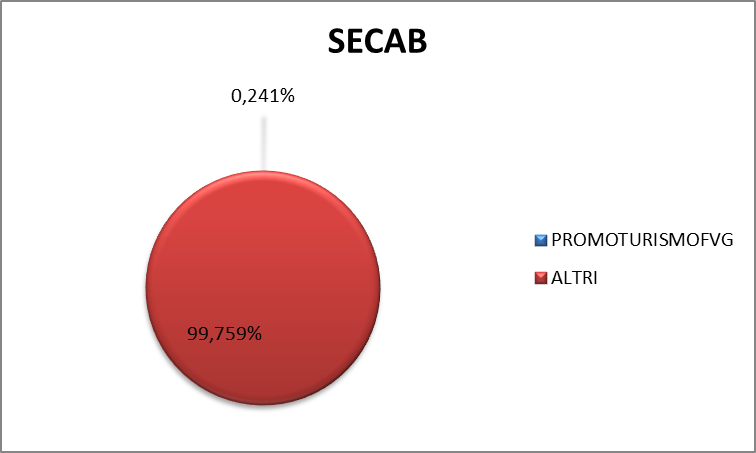 SECAB
0,241%
PROMOTURISMOFVG
ALTRI
99,759%